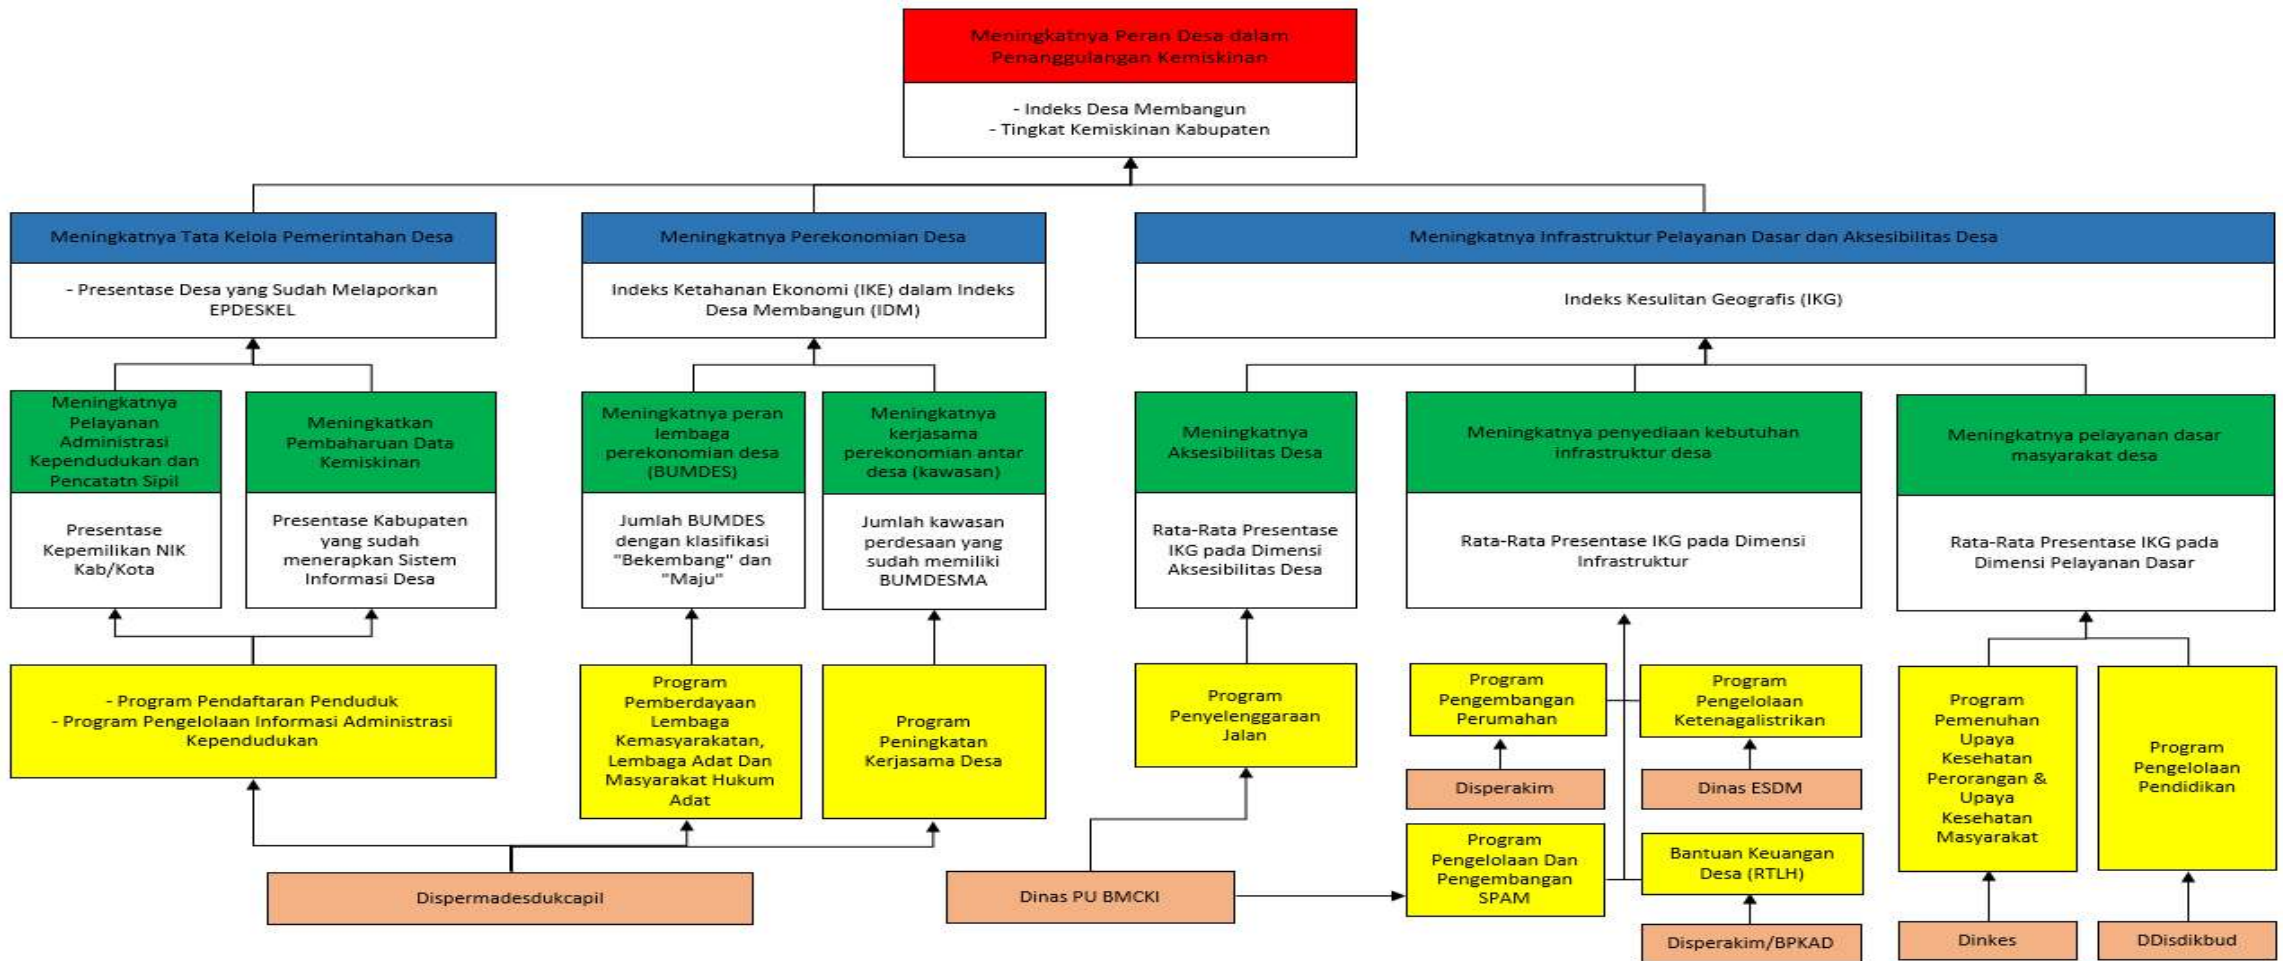 Meningkatnya Peran Desa dalam
Penanggulangan Kemiskinan
- Indeks Desa Membangun
- Tingkat Kemiskinan Kabupaten
Meningkatnya Tata Kelola Pemerintahan Desa
- Presentase Desa yang Sudah Melaporkan
EPDESKEL
Meningkatnya Perekonomian Desa
Indeks Ketahanan Ekonomi (IKE) dalam Indeks
Desa Membangun (IDM)
Meningkatnya Infrastruktur Pelayanan Dasar dan Aksesibilitas Desa
Indeks Kesulitan Geografis (IKG)
Meningkatnya
Pelayanan
Administrasi
Kependudukan dan
Pencatatn Sipil
Presentase
Kepemilikan NIK
Kab/Kota
Meningkatkan
Pembaharuan Data
Kemiskinan
Presentase Kabupaten
yang sudah
menerapkan Sistem
Informasi Desa
Meningkatnya peran
lembaga
perekonomian desa
(BUMDES)
Jumlah BUMDES
dengan klasifikasi
"Bekembang" dan
"Maju"
Meningkatnya
kerjasama
perekonomian antar
desa (kawasan)
Jumlah kawasan
perdesaan yang
sudah memiliki
BUMDESMA
Meningkatnya
Aksesibilitas Desa
Rata-Rata Presentase
IKG pada Dimensi
Aksesibilitas Desa
Meningkatnya penyediaan kebutuhan
infrastruktur desa
Rata-Rata Presentase IKG pada Dimensi
Infrastruktur
Meningkatnya pelayanan dasar
masyarakat desa
Rata-Rata Presentase IKG pada
Dimensi Pelayanan Dasar
- Program Pendaftaran Penduduk
- Program Pengelolaan Informasi Administrasi
Kependudukan
Program
Pemberdayaan
Lembaga
Kemasyarakatan,
Lembaga Adat Dan
Masyarakat Hukum
Adat
Program
Peningkatan
Kerjasama Desa
Program
Penyelenggaraan
Jalan
Program
Pengembangan
Perumahan
Program
Pengelolaan
Ketenagalistrikan
Disperakim
Dinas ESDM
Program
Pengelolaan Dan
Pengembangan
SPAM
Bantuan Keuangan
Desa (RTLH)
Program
Pemenuhan
Upaya
Kesehatan
Perorangan &
Upaya
Kesehatan
Masyarakat
Program
Pengelolaan
Pendidikan
Dispermadesdukcapil
Dinas PU BMCKI
Disperakim/BPKAD
Dinkes
DDisdikbud